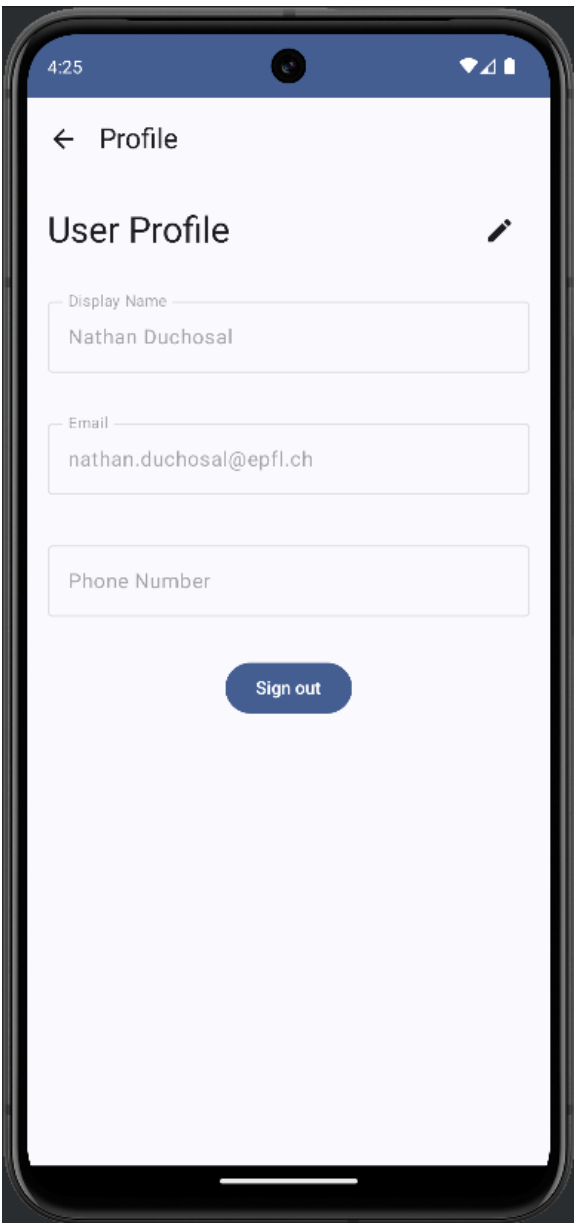 4:25
Profile
User Profile
Display Name
Nathan Duchosal
Email
nathan.duchosal@epfl.ch
Phone Number
Sign out